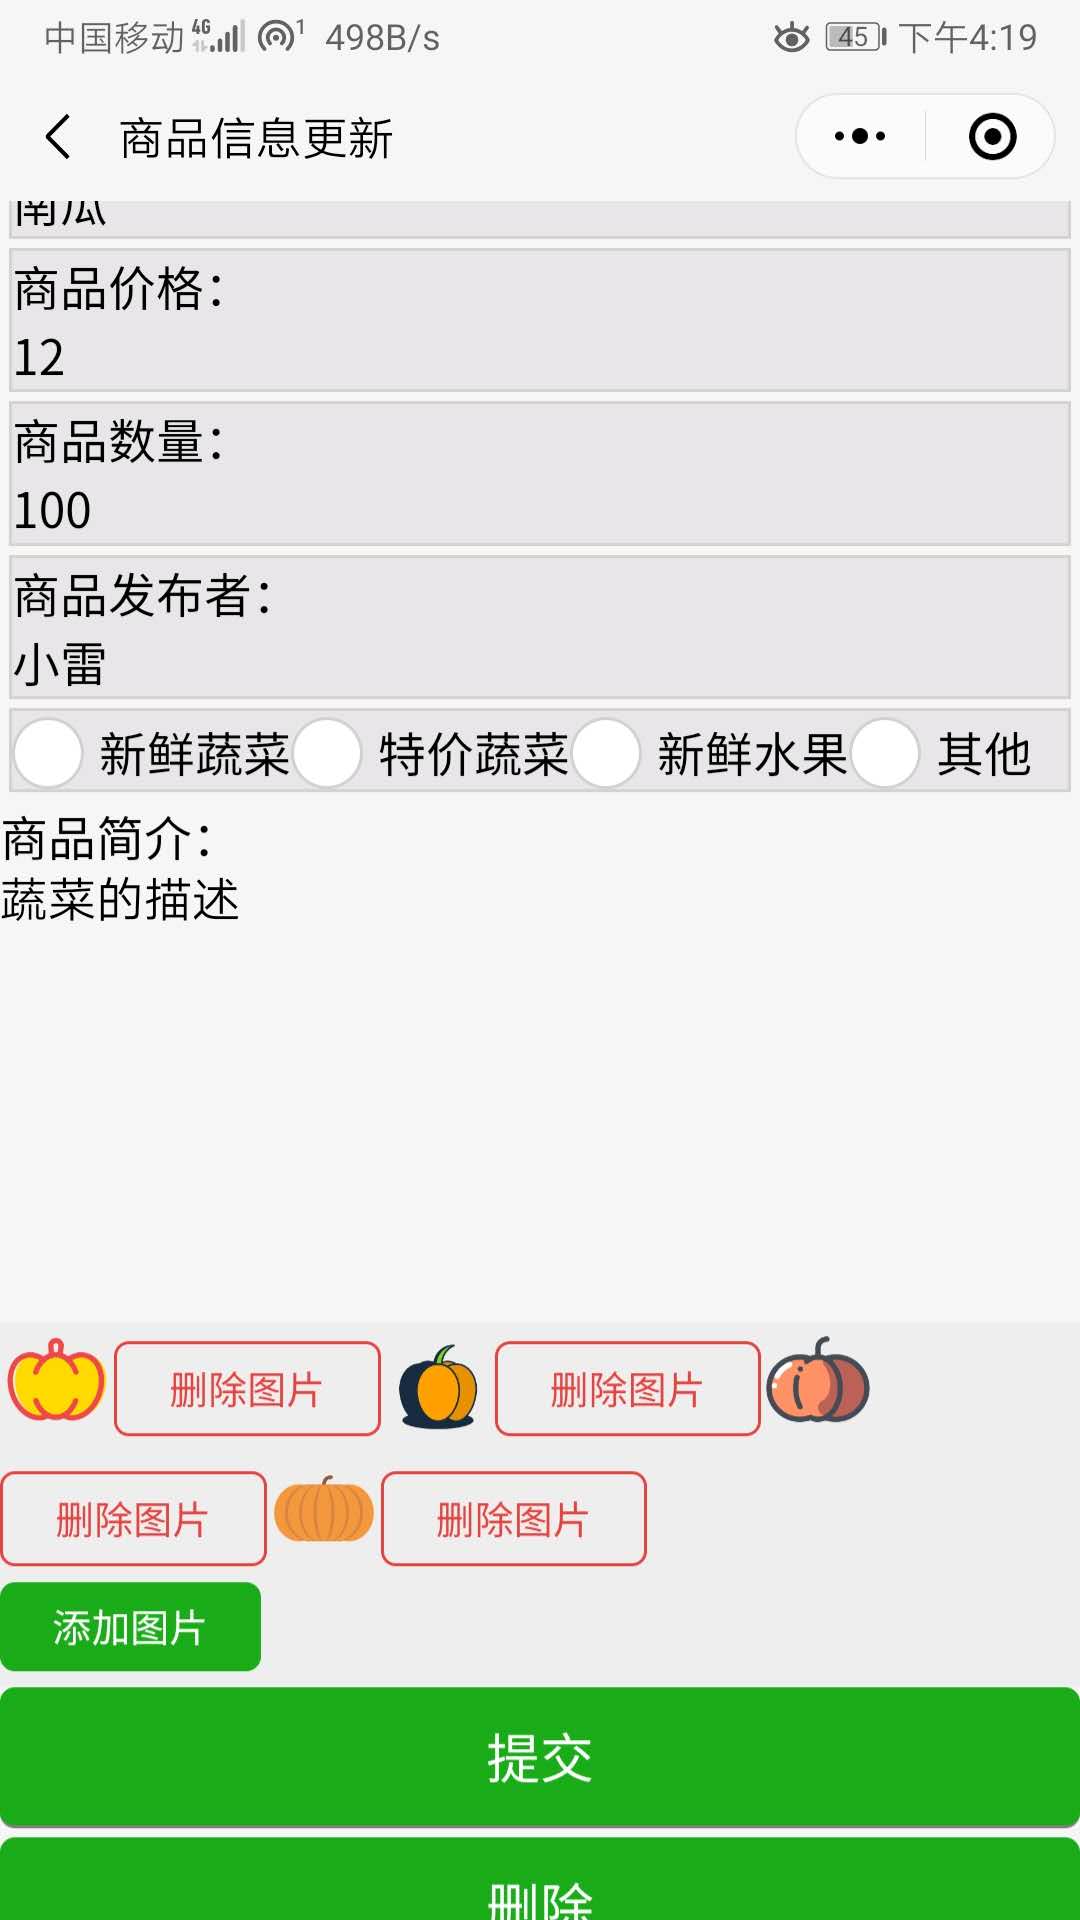 中国移动 4G 1 498B/s 45 下午4:19
商品信息更新
南瓜
商品价格：
12
商品数量：
100
商品发布者：
小雷
新鲜蔬菜 特价蔬菜 新鲜水果 其他
商品简介：
蔬菜的描述
删除图片 删除图片
删除图片 删除图片
添加图片
提交
删除